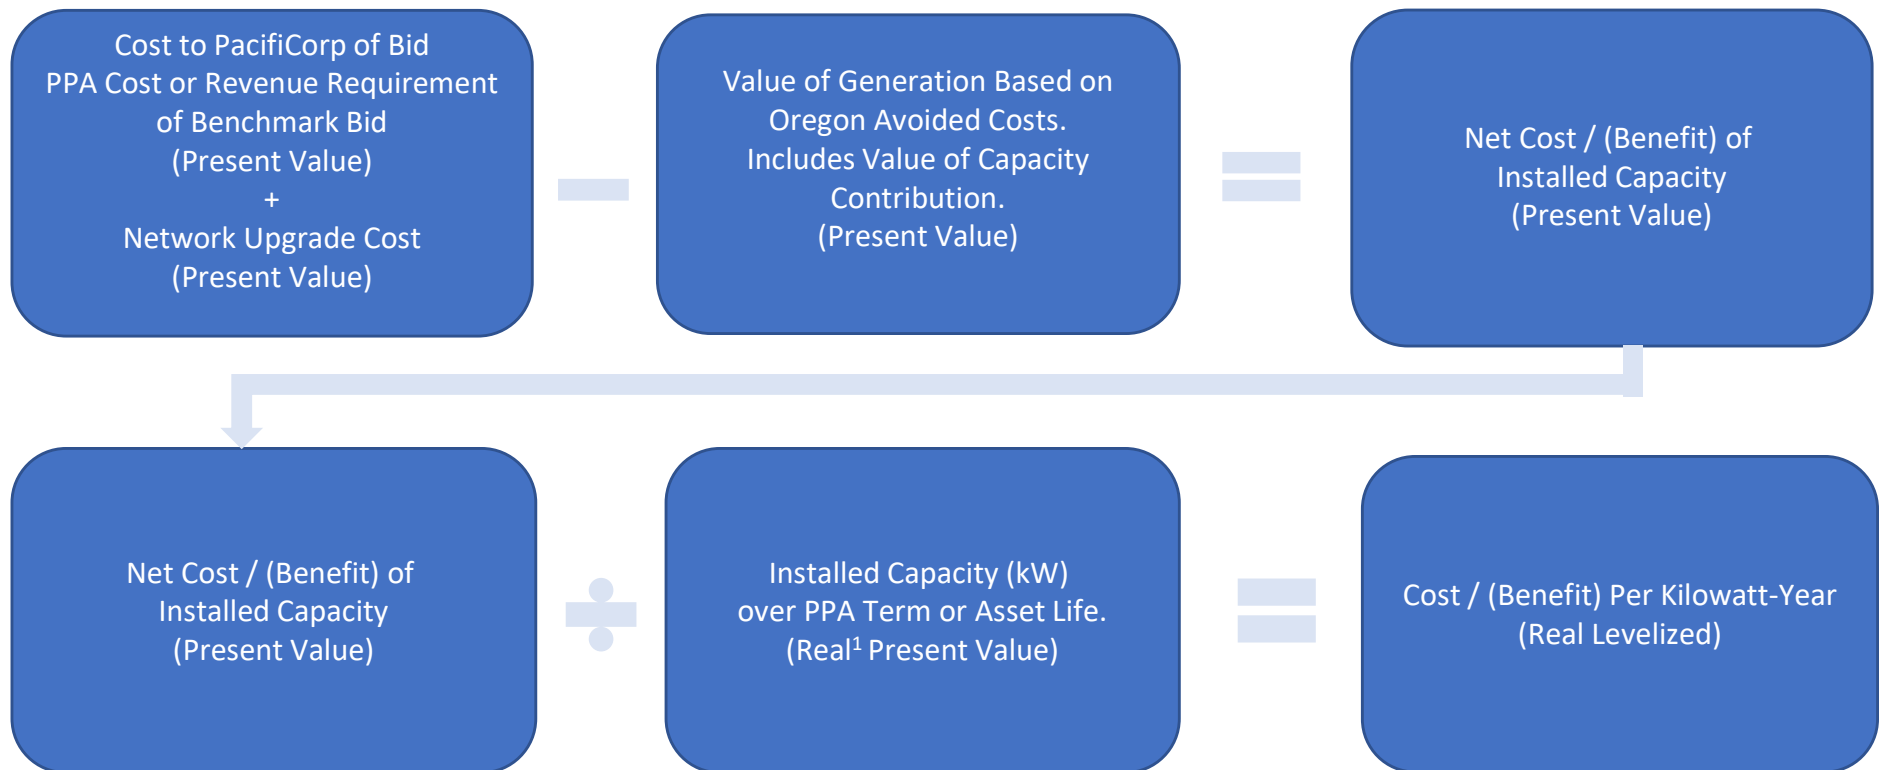 Cost to PacifiCorp of Bid
PPA Cost or Revenue Requirement
of Benchmark Bid
(Present Value)
+
Network Upgrade Cost
(Present Value)
Value of Generation Based on
Oregon Avoided Costs.
Includes Value of Capacity
Contribution.
(Present Value)
Net Cost / (Benefit) of
Installed Capacity
(Present Value)
Net Cost / (Benefit) of
Installed Capacity
(Present Value)
Installed Capacity (kW)
over PPA Term or Asset Life.
(Real¹ Present Value)
Cost / (Benefit) Per Kilowatt-Year
(Real Levelized)